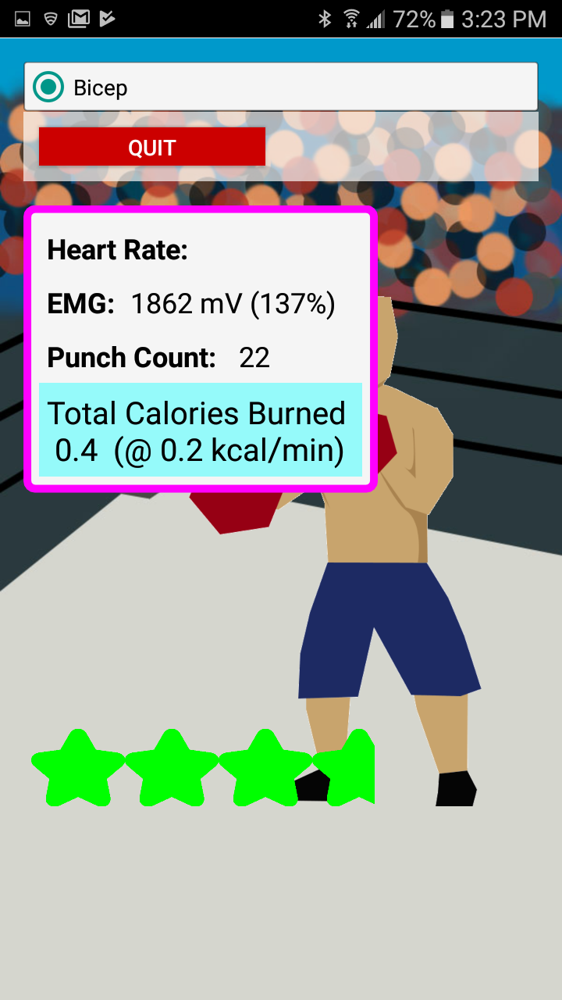 72% 3:23 PM
Bicep
QUIT
Heart Rate:
EMG: 1862 mV (137%)
Punch Count: 22
Total Calories Burned
0.4 (@ 0.2 kcal/min)